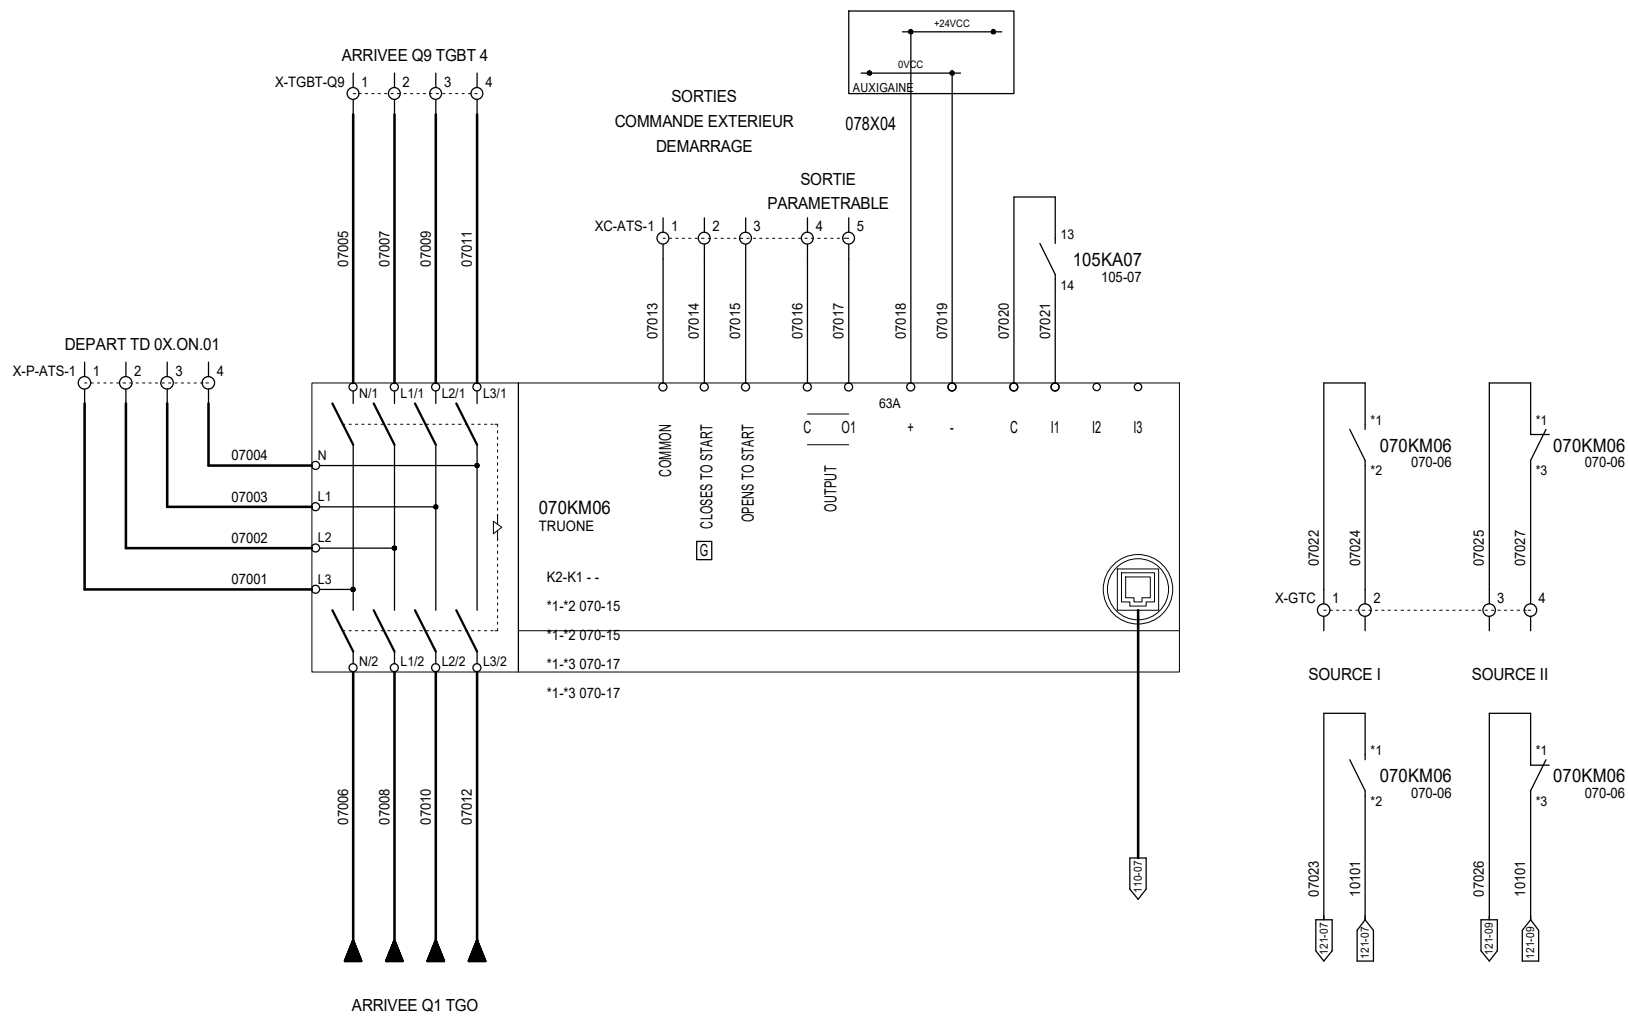 +24VCC
0VCC
AUXIGAINE
078X04
ARRIVEE Q9 TGBT 4
X-TGBT-Q9 1 2 3 4
SORTIES
COMMANDE EXTERIEUR
DEMARRAGE
SORTIE
PARAMETRABLE
XC-ATS-1 1 2 3 4 5
13
105KA07
105-07
14
07005 07007 07009 07011
07013 07014 07015 07016 07017 07018 07019 07020 07021
DEPART TD 0X.ON.01
X-P-ATS-1 1 2 3 4
N/1 L1/1 L2/1 L3/1
63A
COMMON
CLOSES TO START
G
OPENS TO START
C O1
OUTPUT
+ - C I1 I2 I3
07004 N
07003 L1
07002 L2
07001 L3
070KM06
TRUONE
K2-K1 - -
*1-*2 070-15
*1-*2 070-15
*1-*3 070-17
*1-*3 070-17
N/2 L1/2 L2/2 L3/2
07006 07008 07010 07012
ARRIVEE Q1 TGO
110-07
*1
070KM06
070-06
*2
*1
070KM06
070-06
*3
07022 07024 07025 07027
X-GTC 1 2 3 4
SOURCE I
SOURCE II
*1
070KM06
070-06
*2
*1
070KM06
070-06
*3
07023 10101 07026 10101
121-07 121-07 121-09 121-09